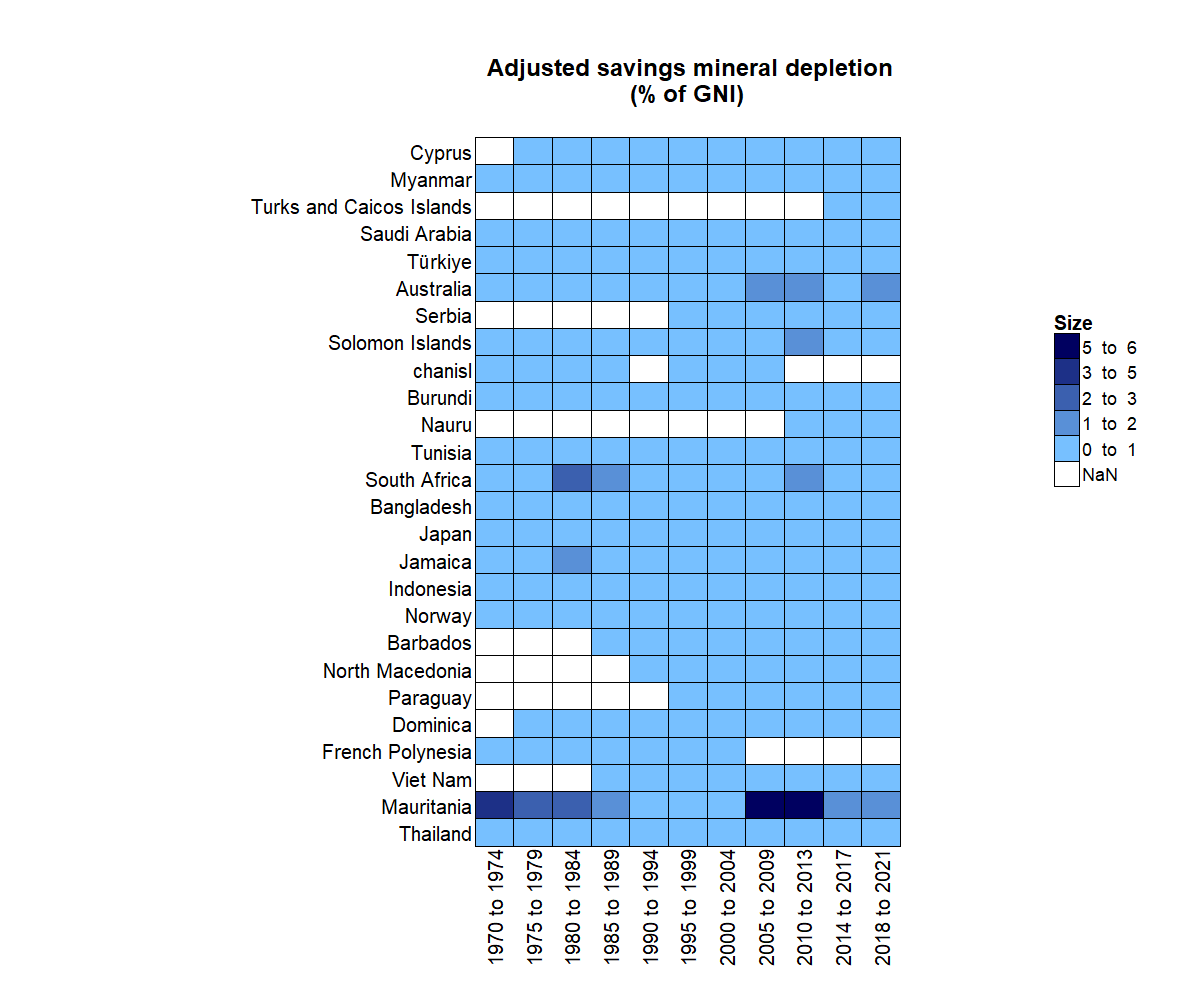 Adjusted savings mineral depletion
(% of GNI)
Cyprus
Myanmar
Turks and Caicos Islands
Saudi Arabia
Türkiye
Australia
Serbia
Solomon Islands
chanisl
Burundi
Nauru
Tunisia
South Africa
Bangladesh
Japan
Jamaica
Indonesia
Norway
Barbados
North Macedonia
Paraguay
Dominica
French Polynesia
Viet Nam
Mauritania
Thailand
1970 to 1974
1975 to 1979
1980 to 1984
1985 to 1989
1990 to 1994
1995 to 1999
2000 to 2004
2005 to 2009
2010 to 2013
2014 to 2017
2018 to 2021
Size
5 to 6
3 to 5
2 to 3
1 to 2
0 to 1
NaN